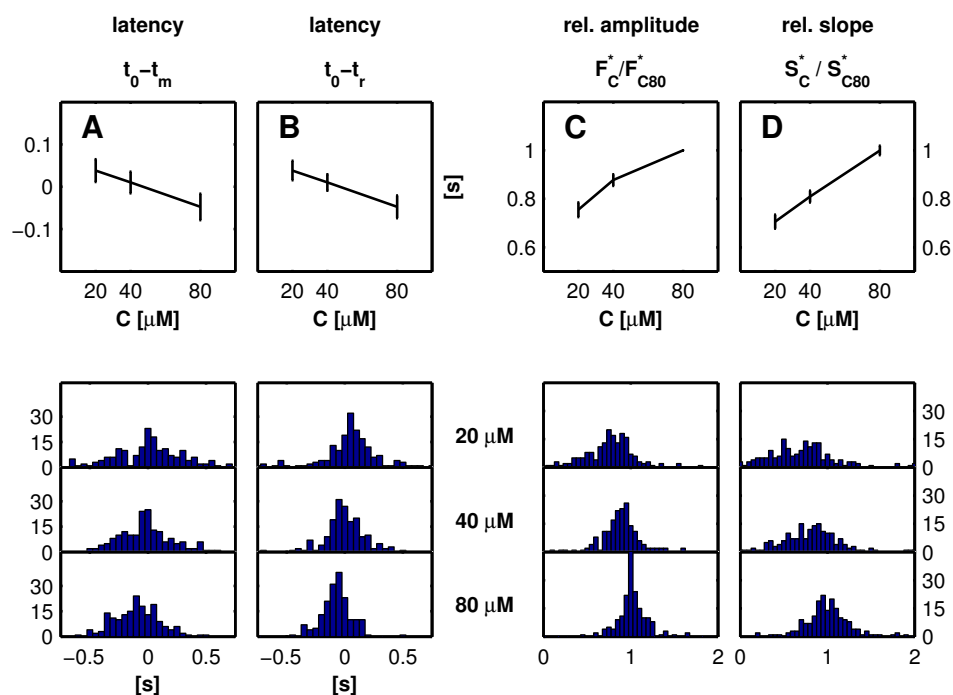 latency latency rel. amplitude rel. slope
t0−tm t0−tr F*C/F*C80 S*C / S*C80
A B C D
0.1
0
−0.1
[s]
1
0.8
0.6
1
0.8
0.6
20 40 80 20 40 80 20 40 80 20 40 80
C [μM] C [μM] C [μM] C [μM]
30
15
0
20 μM
30
15
0
30
15
0
40 μM
30
15
0
30
15
0
80 μM
30
15
0
−0.5 0 0.5 −0.5 0 0.5 0 1 2 0 1 2
[s] [s]